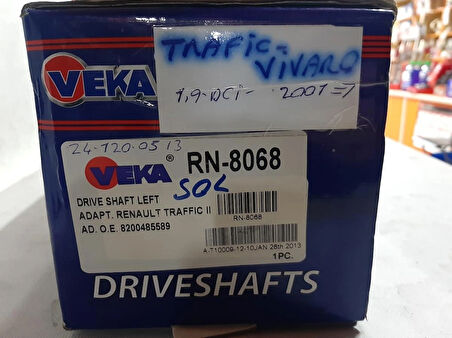 VEKA
TRAFIC-
VIVARO
1,9-DCİ- 2001=>
24-120-0513
VEKA® RN-8068
SOL
DRIVE SHAFT LEFT
ADAPT. RENAULT TRAFFIC II
AD. O.E. 8200485589
RN-8068
A-T10009-12-10JAN 26th 2013
1PC.
DRIVESHAFTS